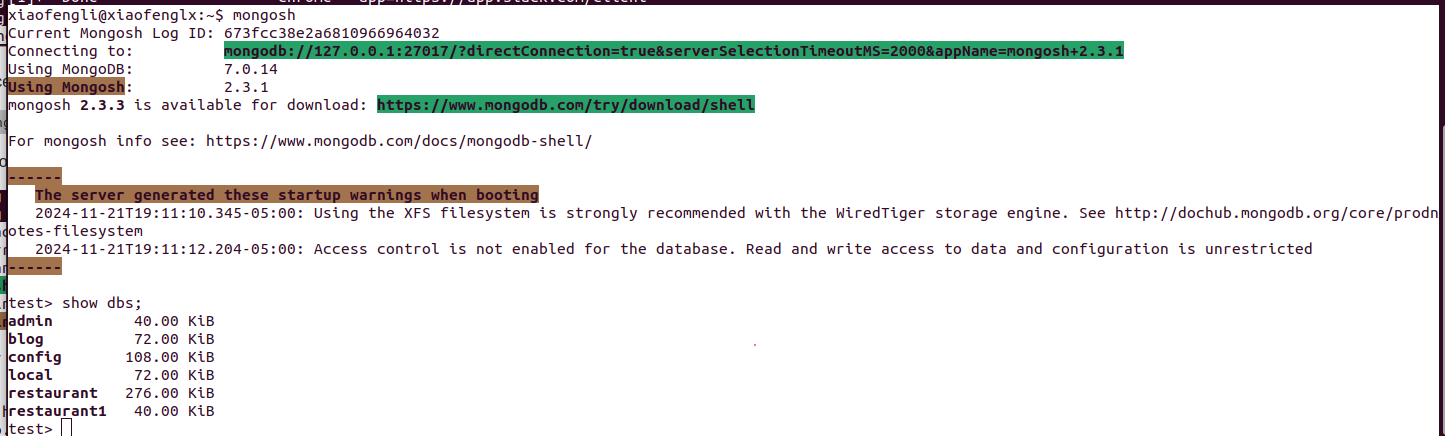 xiaofengli@xiaofenglx:~$ mongosh
Current Mongosh Log ID: 673fcc38e2a6810966964032
Connecting to: mongodb://127.0.0.1:27017/?directConnection=true&serverSelectionTimeoutMS=2000&appName=mongosh+2.3.1
Using MongoDB: 7.0.14
Using Mongosh: 2.3.1
mongosh 2.3.3 is available for download: https://www.mongodb.com/try/download/shell
For mongosh info see: https://www.mongodb.com/docs/mongodb-shell/
------
The server generated these startup warnings when booting
2024-11-21T19:11:10.345-05:00: Using the XFS filesystem is strongly recommended with the WiredTiger storage engine. See http://dochub.mongodb.org/core/prodn
otes-filesystem
2024-11-21T19:11:12.204-05:00: Access control is not enabled for the database. Read and write access to data and configuration is unrestricted
------
test> show dbs;
admin 40.00 KiB
blog 72.00 KiB
config 108.00 KiB
local 72.00 KiB
restaurant 276.00 KiB
restaurant1 40.00 KiB
test>